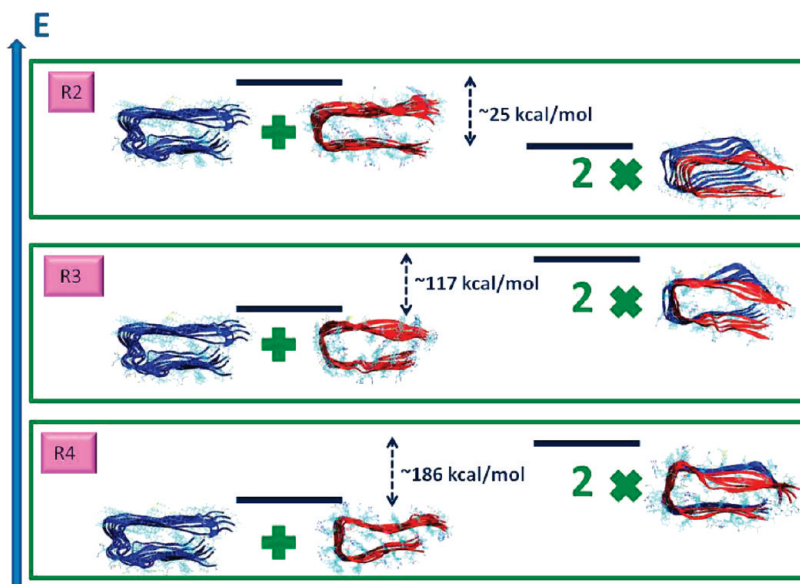 E
R2
~25 kcal/mol
2 ✖
R3
~117 kcal/mol
2 ✖
R4
~186 kcal/mol
2 ✖